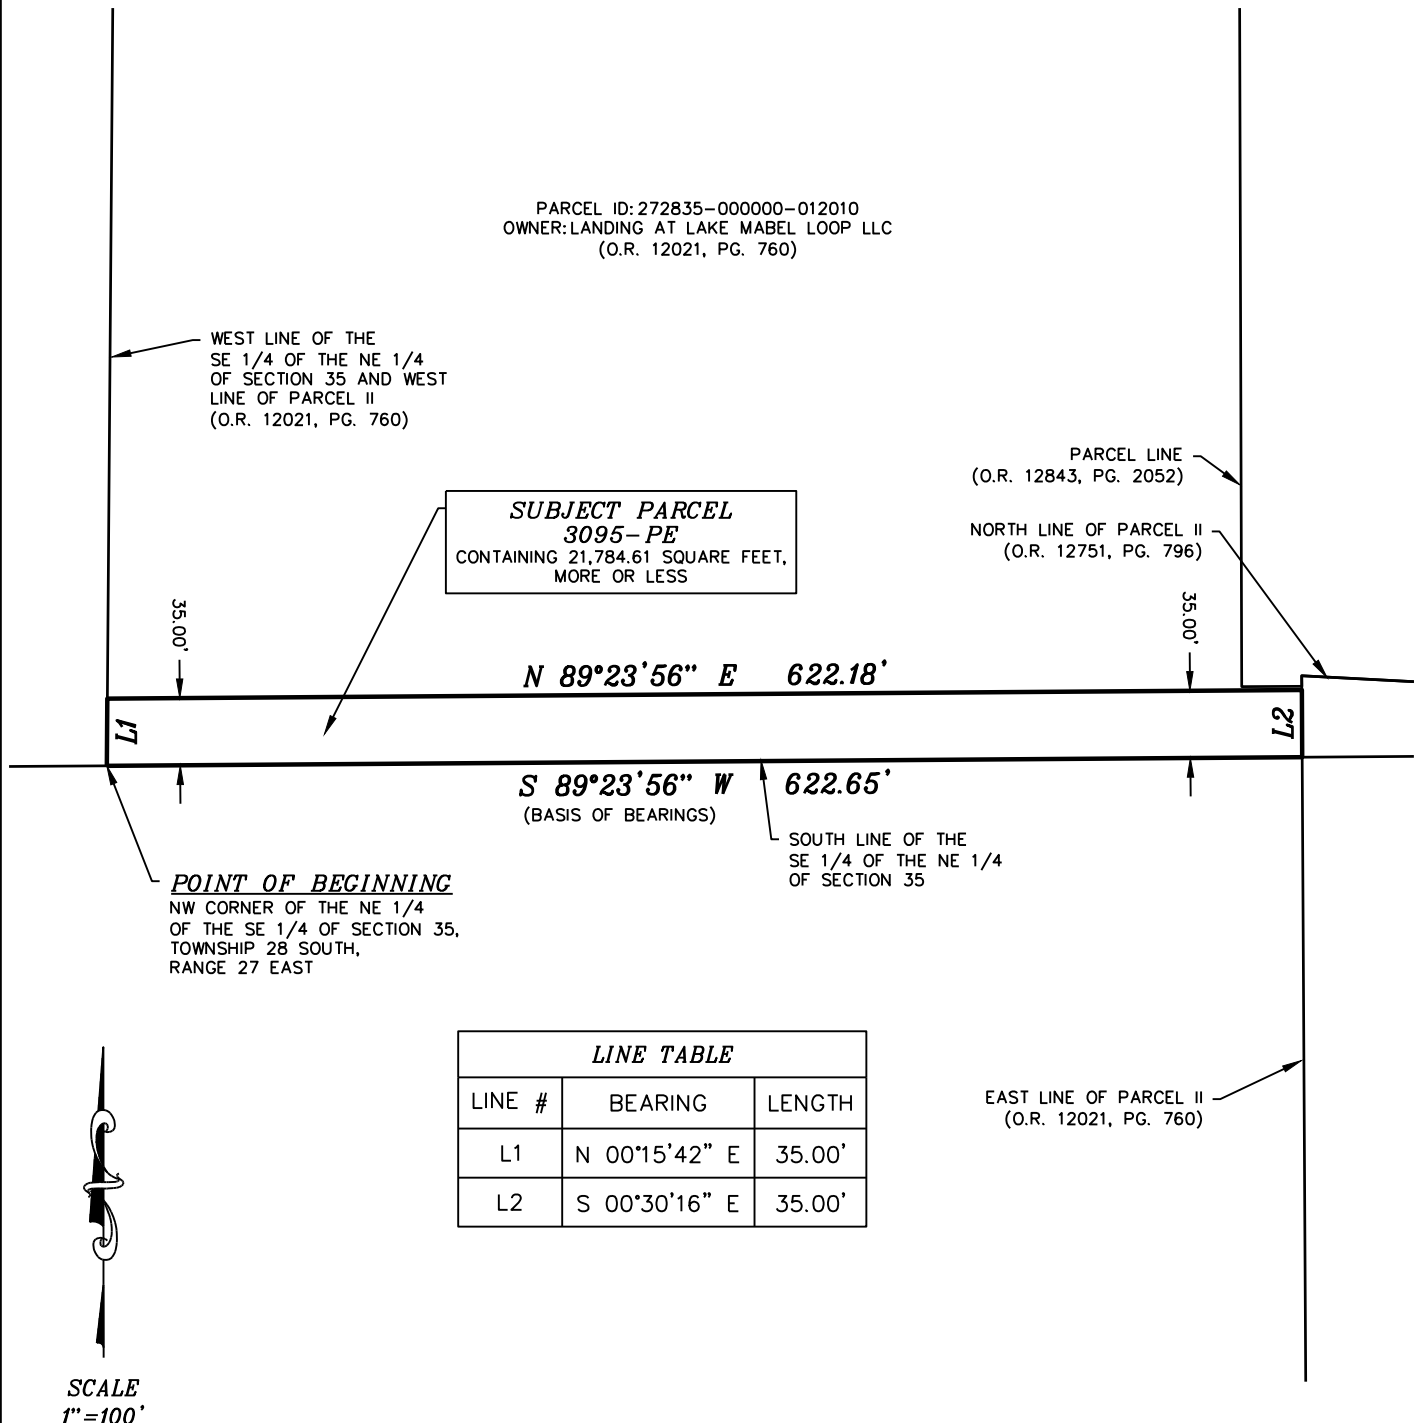 PARCEL ID: 272835-000000-012010
OWNER: LANDING AT LAKE MABEL LOOP LLC
(O.R. 12021, PG. 760)
WEST LINE OF THE
SE 1/4 OF THE NE 1/4
OF SECTION 35 AND WEST
LINE OF PARCEL II
(O.R. 12021, PG. 760)
PARCEL LINE
(O.R. 12843, PG. 2052)
NORTH LINE OF PARCEL II
(O.R. 12751, PG. 796)
SUBJECT PARCEL
3095-PE
CONTAINING 21,784.61 SQUARE FEET,
MORE OR LESS
35.00'
35.00'
N 89°23'56" E 622.18'
L1
L2
S 89°23'56" W 622.65'
(BASIS OF BEARINGS)
SOUTH LINE OF THE
SE 1/4 OF THE NE 1/4
OF SECTION 35
POINT OF BEGINNING
NW CORNER OF THE NE 1/4
OF THE SE 1/4 OF SECTION 35,
TOWNSHIP 28 SOUTH,
RANGE 27 EAST
LINE TABLE
LINE # BEARING LENGTH
L1 N 00°15'42" E 35.00'
L2 S 00°30'16" E 35.00'
EAST LINE OF PARCEL II
(O.R. 12021, PG. 760)
SCALE
1"=100'